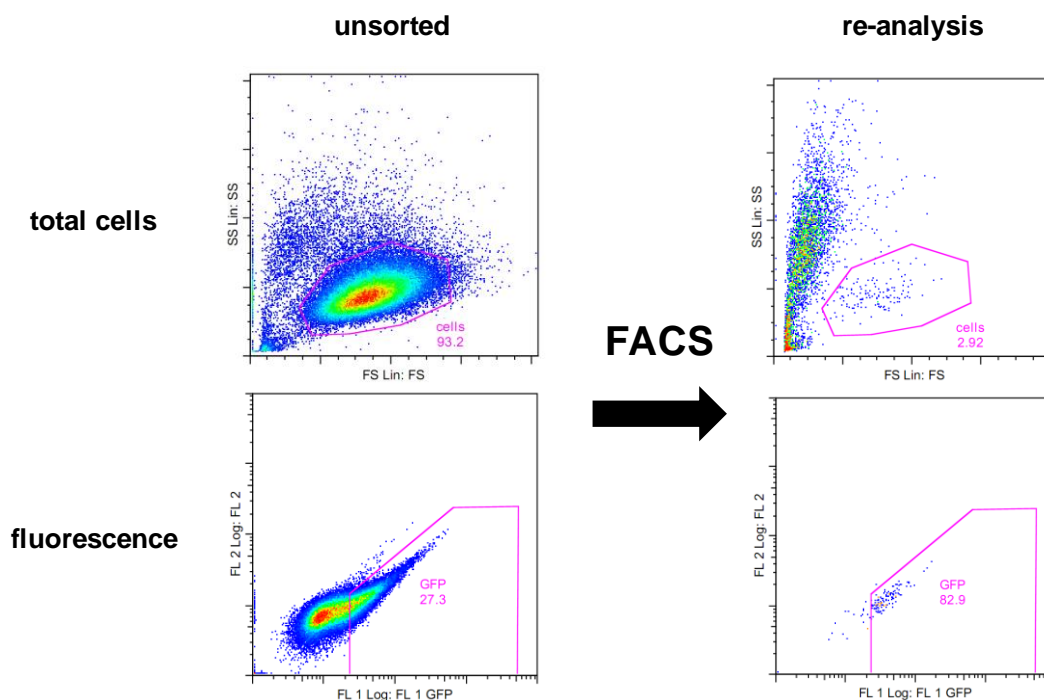 unsorted
re-analysis
total cells
SS Lin: SS
cells
93.2
FS Lin: FS
FACS
SS Lin: SS
cells
2.92
FS Lin: FS
fluorescence
FL 2 Log: FL 2
GFP
27.3
FL 1 Log: FL 1 GFP
FL 2 Log: FL 2
GFP
82.9
FL 1 Log: FL 1 GFP